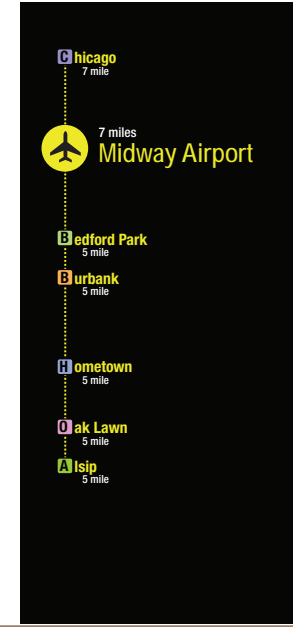 Chicago
7 mile
7 miles
Midway Airport
Bedford Park
5 mile
Burbank
5 mile
Hometown
5 mile
Oak Lawn
5 mile
Alsip
5 mile